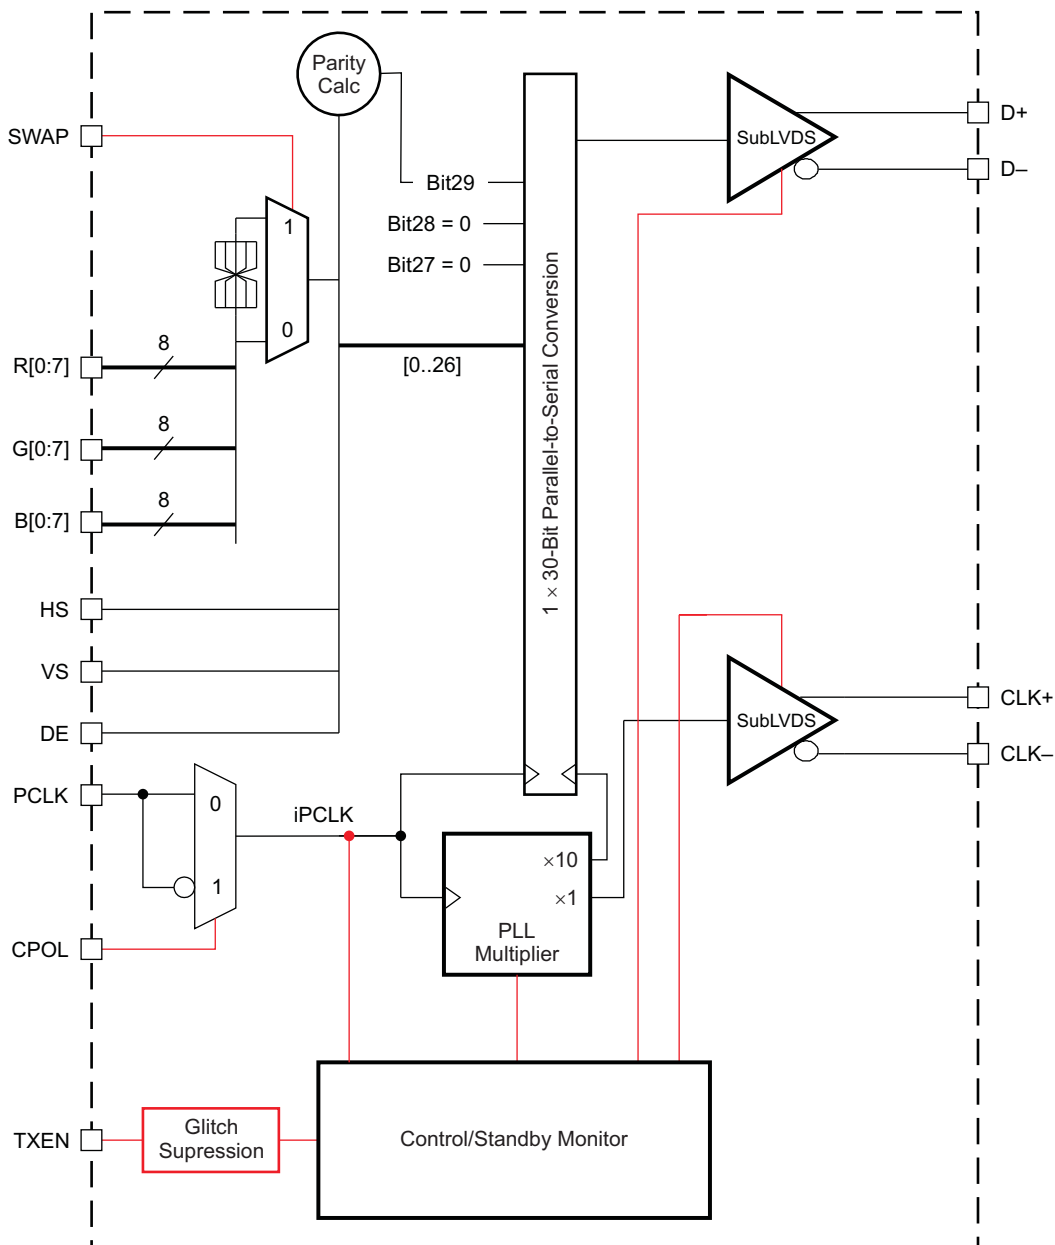 Parity
Calc
D+
SWAP
SubLVDS
D–
Bit29
1
Bit28 = 0
Bit27 = 0
0
8
R[0:7]
[0..26]
8
G[0:7]
8
B[0:7]
1 × 30-Bit Parallel-to-Serial Conversion
HS
VS
CLK+
SubLVDS
DE
CLK–
PCLK
0
iPCLK
×10
1
×1
PLL
Multiplier
CPOL
Glitch
Supression
TXEN
Control/Standby Monitor